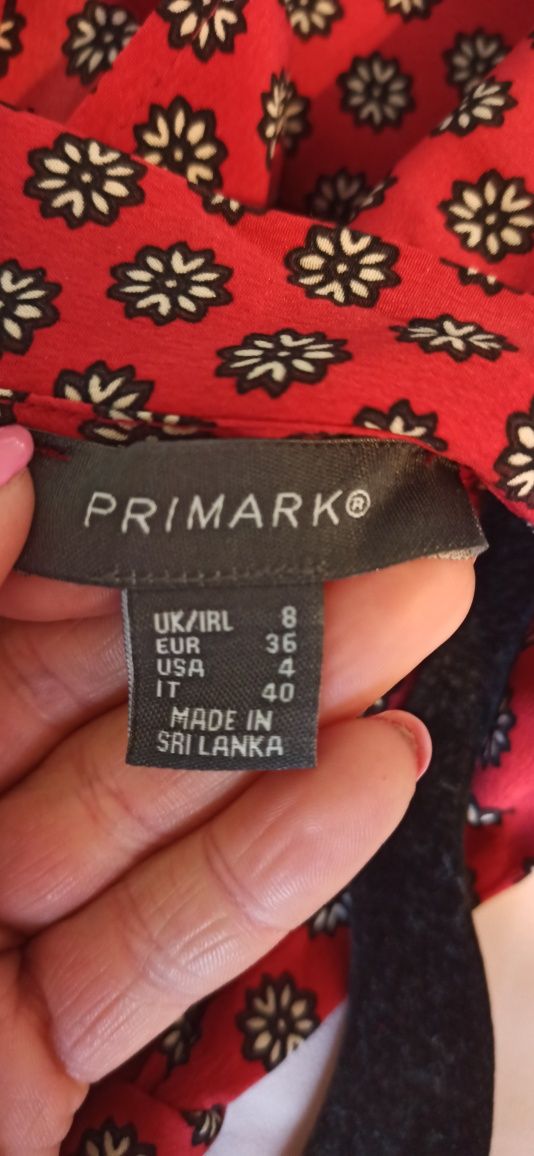 PRIMARK®
UK/IRL 8
EUR 36
USA 4
IT 40
MADE IN
SRI LANKA